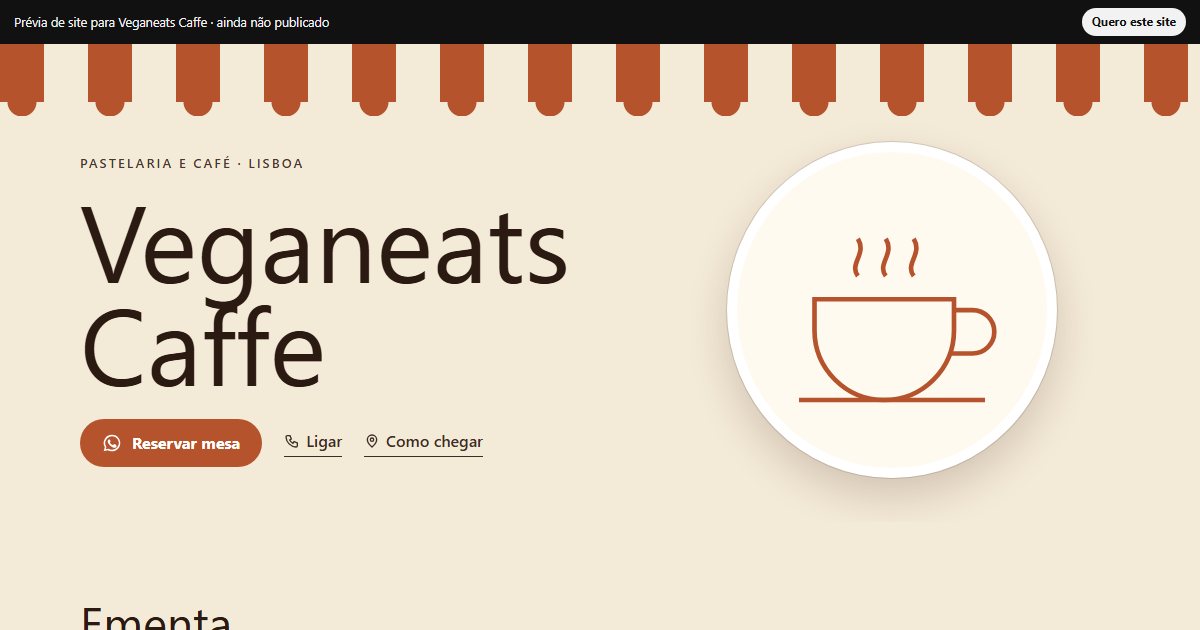 Prévia de site para Veganeats Caffe · ainda não publicado
Quero este site
PASTELARIA E CAFÉ · LISBOA
Veganeats
Caffe
Reservar mesa
Ligar
Como chegar
Ementa